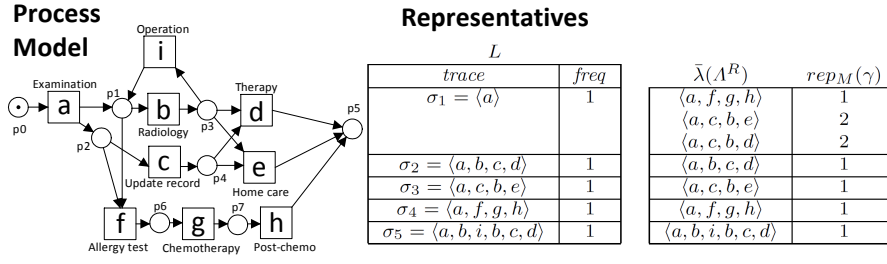 Process
Model
Representatives
Operation
i
Examination
p1
Therapy
p5
a
b
p3
d
p0
Radiology
p2
c
p4
e
Update record
Home care
p6
p7
f
g
h
Allergy test
Chemotherapy
Post-chemo
L
trace freq
σ1 = ⟨a⟩ 1
σ2 = ⟨a, b, c, d⟩ 1
σ3 = ⟨a, c, b, e⟩ 1
σ4 = ⟨a, f, g, h⟩ 1
σ5 = ⟨a, b, i, b, c, d⟩ 1
λ̄(Λ^R) rep_M(γ)
⟨a, f, g, h⟩ 1
⟨a, c, b, e⟩ 2
⟨a, c, b, d⟩ 2
⟨a, b, c, d⟩ 1
⟨a, c, b, e⟩ 1
⟨a, f, g, h⟩ 1
⟨a, b, i, b, c, d⟩ 1